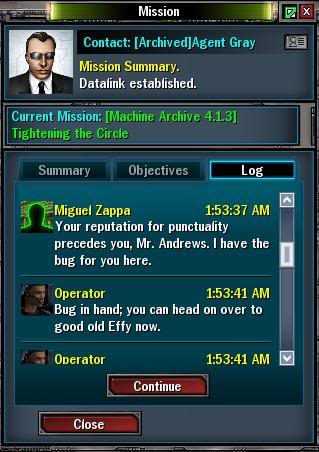 Mission
Contact: [Archived]Agent Gray
Mission Summary.
Datalink established.
Current Mission: [Machine Archive 4.1.3]
Tightening the Circle
Summary Objectives Log
Miguel Zappa 1:53:37 AM
Your reputation for punctuality
precedes you, Mr. Andrews. I have the
bug for you here.
Operator 1:53:41 AM
Bug in hand; you can head on over to
good old Effy now.
Operator 1:53:41 AM
Continue
Close